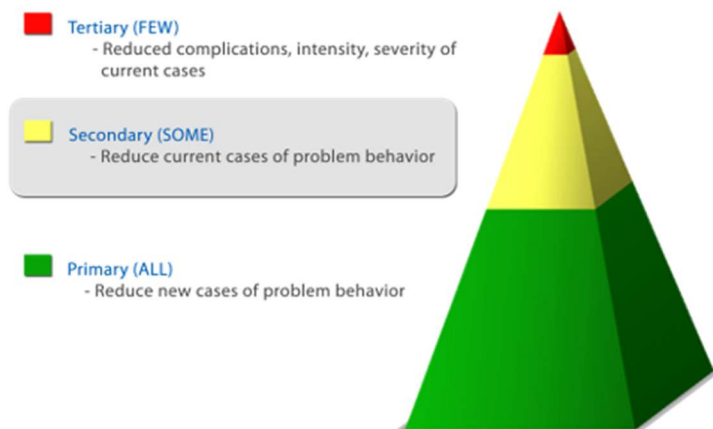 Tertiary (FEW)
- Reduced complications, intensity, severity of
current cases
Secondary (SOME)
- Reduce current cases of problem behavior
Primary (ALL)
- Reduce new cases of problem behavior